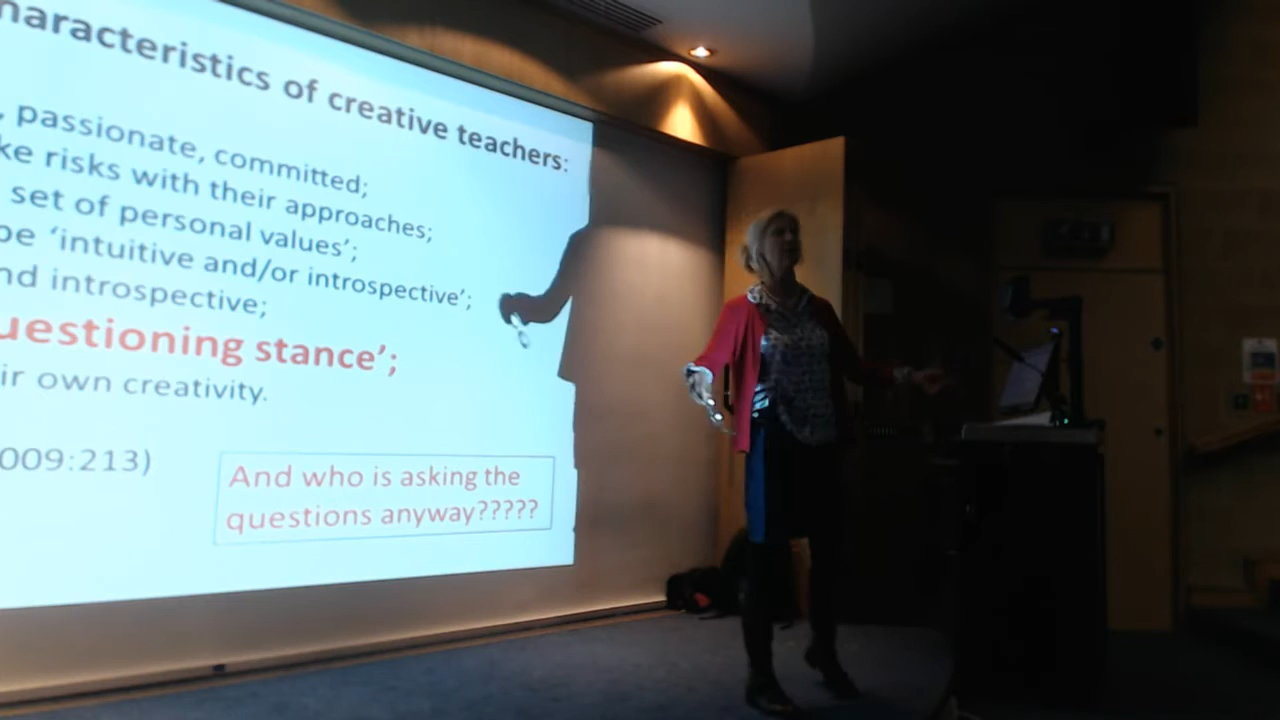 haracteristics of creative teachers:
, passionate, committed;
ke risks with their approaches;
set of personal values';
be 'intuitive and/or introspective';
nd introspective;
uestioning stance';
ir own creativity.
009:213)
And who is asking the
questions anyway?????